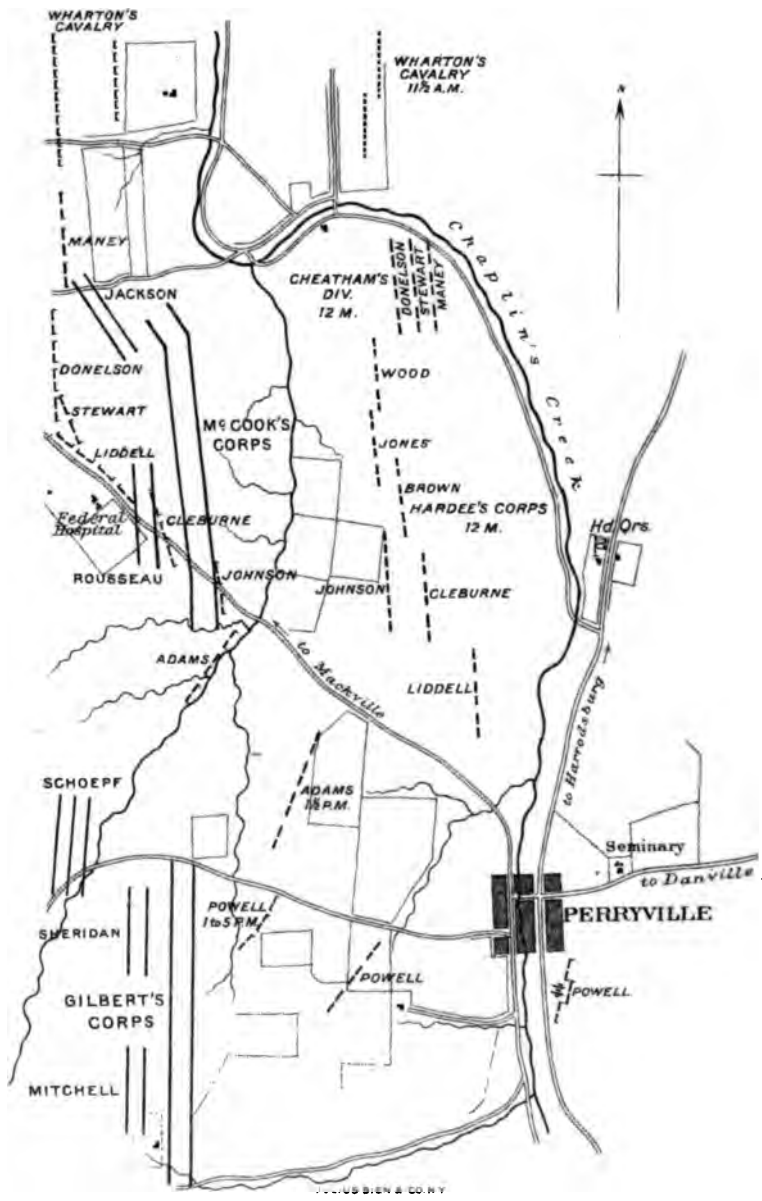 WHARTON'S
CAVALRY
WHARTON'S
CAVALRY
11½ A.M.
N
MANEY
JACKSON
CHEATHAM'S
DIV.
12 M.
DONELSON
STEWART
MANEY
Chaplin's Creek
DONELSON
WOOD
STEWART
McCOOK'S
CORPS
JONES
LIDDELL
BROWN
HARDEE'S CORPS
12 M.
Federal
Hospital
CLEBURNE
Hd Qrs.
ROUSSEAU
JOHNSON
JOHNSON
CLEBURNE
ADAMS
to Mackville
LIDDELL
to Harrodsburg
SCHOEPF
ADAMS
1½ P.M.
Seminary
to Danville
POWELL
1 to 5 P.M.
PERRYVILLE
SHERIDAN
POWELL
POWELL
GILBERT'S
CORPS
MITCHELL
JULIUS BIEN & CO. N.Y.